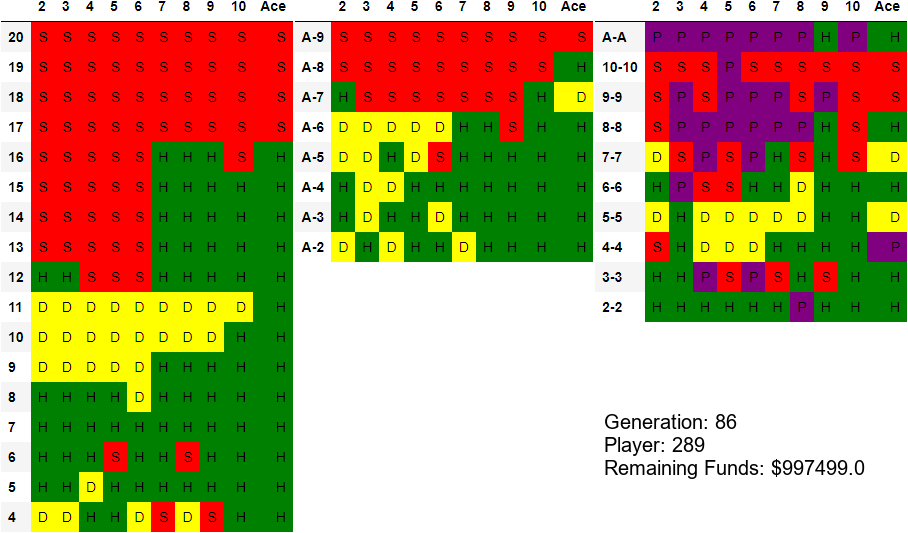 2 3 4 5 6 7 8 9 10 Ace
20 S S S S S S S S S S
19 S S S S S S S S S S
18 S S S S S S S S S S
17 S S S S S S S S S S
16 S S S S S H H H S H
15 S S S S S H H H H H
14 S S S S S H H H H H
13 S S S S S H H H H H
12 H H S S S H H H H H
11 D D D D D D D D D H
10 D D D D D D D D H H
9 D D D D D H H H H H
8 H H H H D H H H H H
7 H H H H H H H H H H
6 H H H S H H S H H H
5 H H D H H H H H H H
4 D D H H D S D S H H
2 3 4 5 6 7 8 9 10 Ace
A-9 S S S S S S S S S S
A-8 S S S S S S S S S H
A-7 H S S S S S S S H D
A-6 D D D D D H H S H H
A-5 D D H D S H H H H H
A-4 H D D H H H H H H H
A-3 H D H H D H H H H H
A-2 D H D H H D H H H H
2 3 4 5 6 7 8 9 10 Ace
A-A P P P P P P P H P H
10-10 S S S P S S S S S S
9-9 S P S P P P S P S S
8-8 S P P P P P P H S H
7-7 D S P S P H S H S D
6-6 H P S S H H D H H H
5-5 D H D D D D D H H D
4-4 S H D D D H H H H P
3-3 H H P S P S H S H H
2-2 H H H H H H P H H H
Generation: 86
Player: 289
Remaining Funds: $997499.0